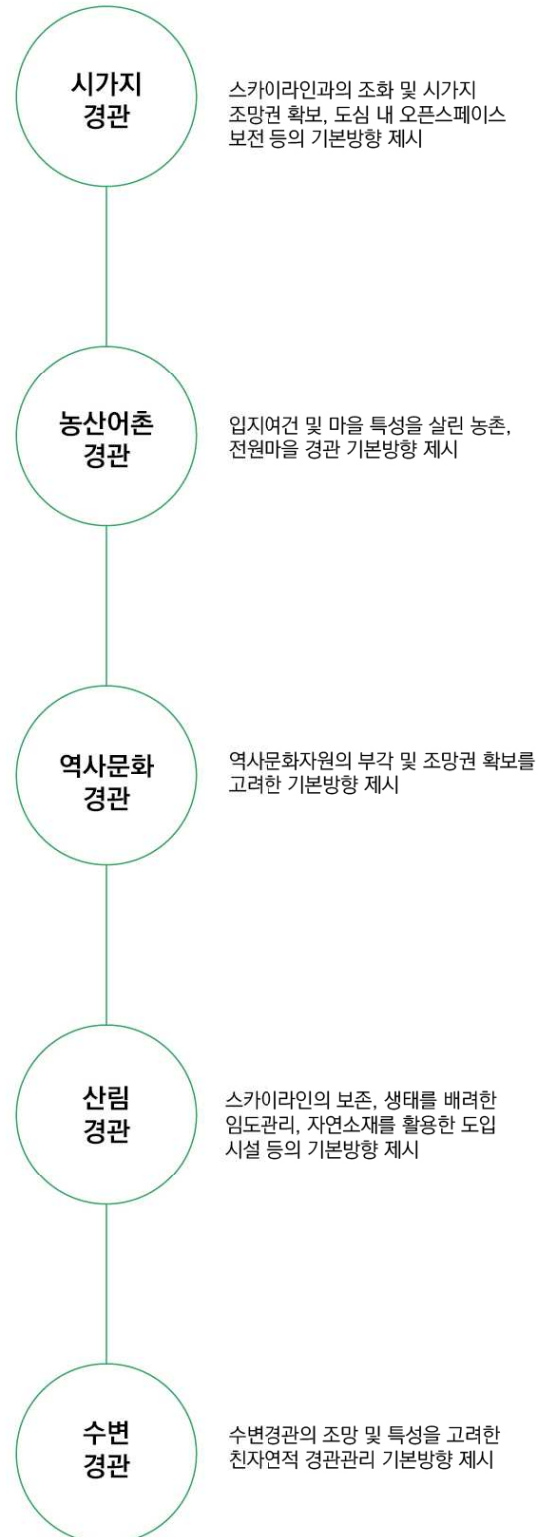 시가지
경관
스카이라인과의 조화 및 시가지
조망권 확보, 도심 내 오픈스페이스
보전 등의 기본방향 제시
농산어촌
경관
입지여건 및 마을 특성을 살린 농촌,
전원마을 경관 기본방향 제시
역사문화
경관
역사문화자원의 부각 및 조망권 확보를
고려한 기본방향 제시
산림
경관
스카이라인의 보존, 생태를 배려한
임도관리, 자연소재를 활용한 도입
시설 등의 기본방향 제시
수변
경관
수변경관의 조망 및 특성을 고려한
친자연적 경관관리 기본방향 제시